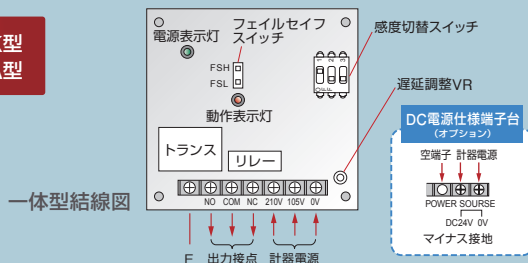 型
型
電源表示灯
フェイルセイフ
スイッチ
感度切替スイッチ
FSH
FSL
1 2 3
遅延調整VR
動作表示灯
トランス
リレー
NO COM NC 210V 105V 0V
E 出力接点 計器電源
一体型結線図
DC電源仕様端子台
(オプション)
空端子 計器電源
POWER SOURSE
DC24V 0V
マイナス接地